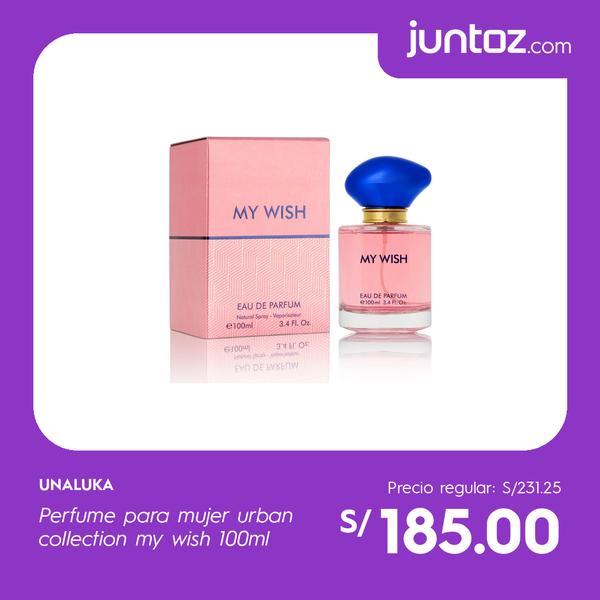 juntoz.com
MY WISH
EAU DE PARFUM
Natural Spray - Vaporisateur
℮100ml 3.4 Fl. Oz.
MY WISH
EAU DE PARFUM
℮100ml 3.4 Fl. Oz.
UNALUKA
Perfume para mujer urban
collection my wish 100ml
Precio regular: S/231.25
S/185.00